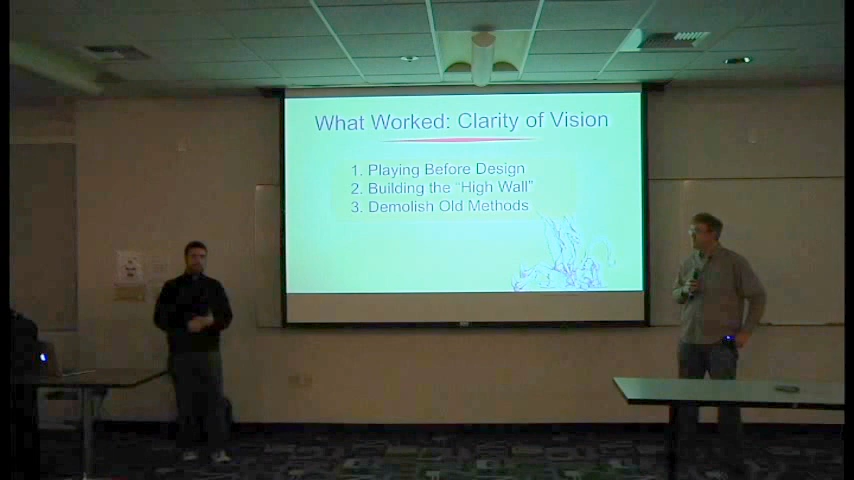 What Worked: Clarity of Vision
1. Playing Before Design
2. Building the "High Wall"
3. Demolish Old Methods